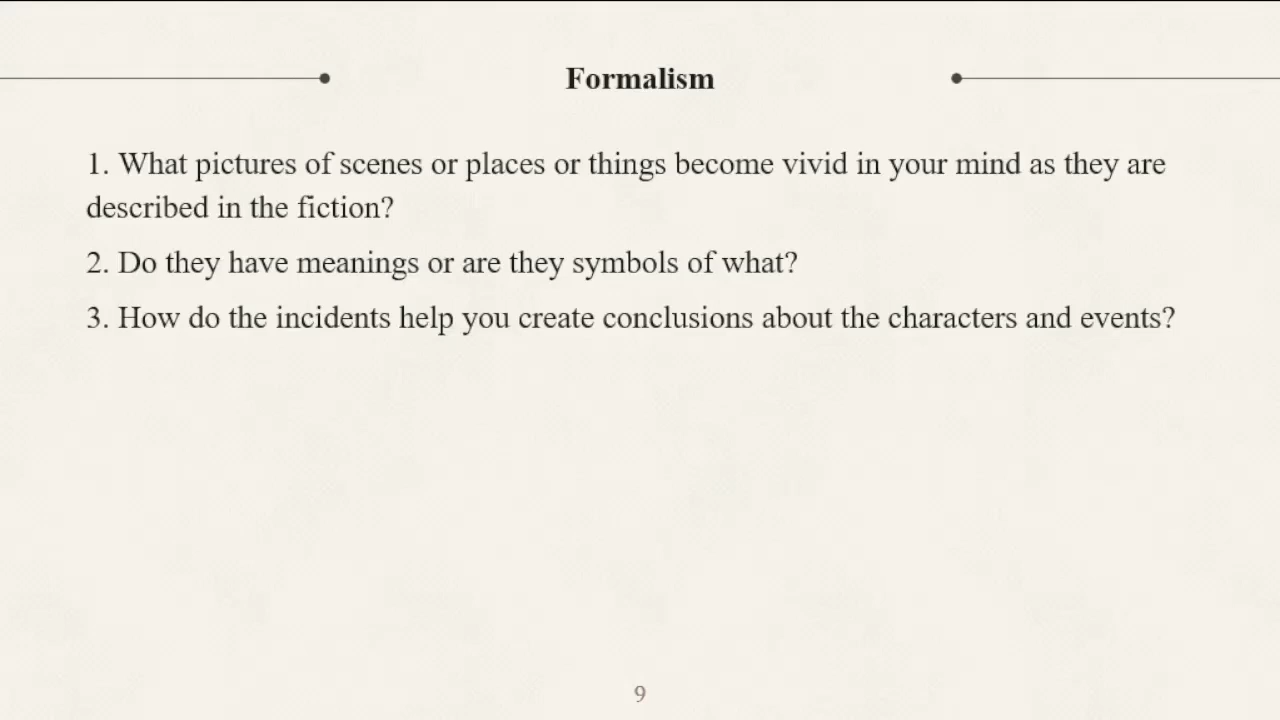 Formalism
1. What pictures of scenes or places or things become vivid in your mind as they are
described in the fiction?
2. Do they have meanings or are they symbols of what?
3. How do the incidents help you create conclusions about the characters and events?
9